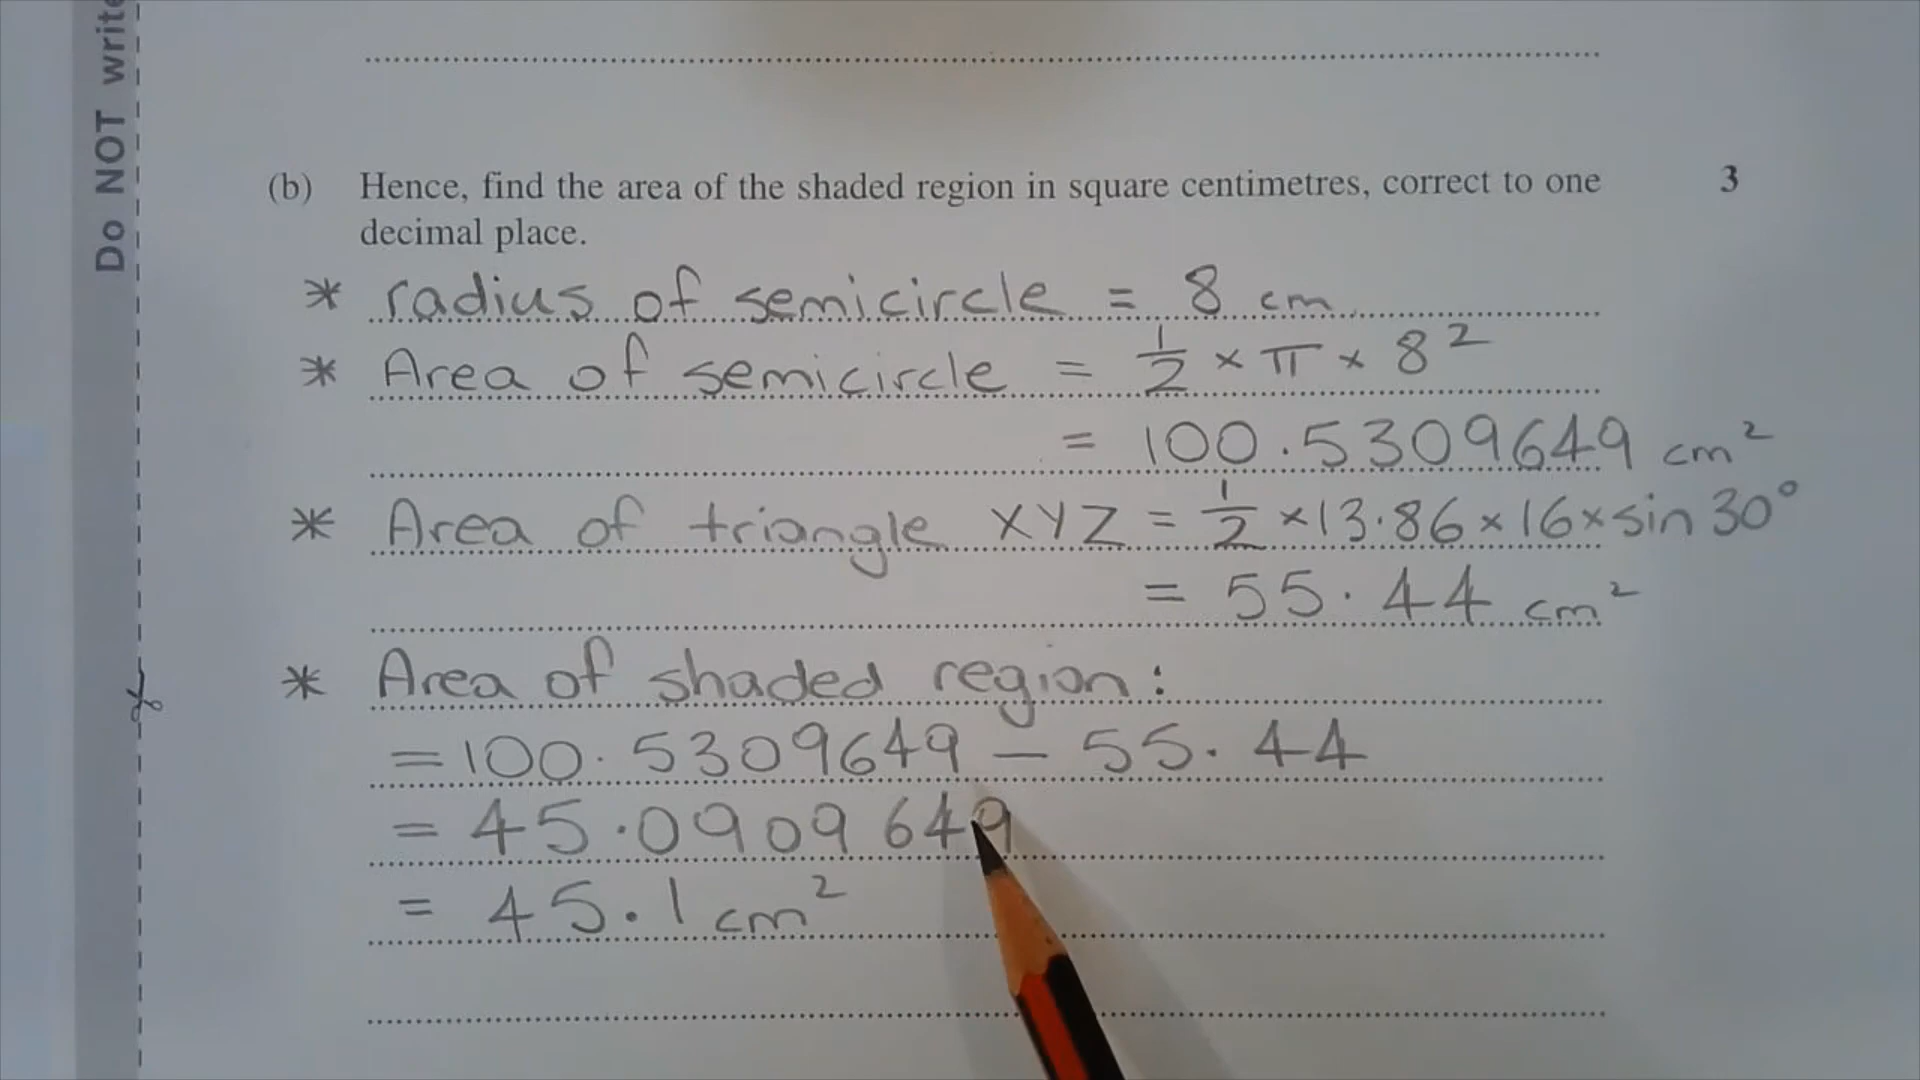 Do NOT write
(b) Hence, find the area of the shaded region in square centimetres, correct to one 3
decimal place.
* radius of semicircle = 8 cm
* Area of semicircle = 1/2 × π × 8²
= 100.5309649 cm²
* Area of triangle XYZ = 1/2 × 13.86 × 16 × sin 30°
= 55.44 cm²
* Area of shaded region:
= 100.5309649 − 55.44
= 45.0909649
= 45.1 cm²